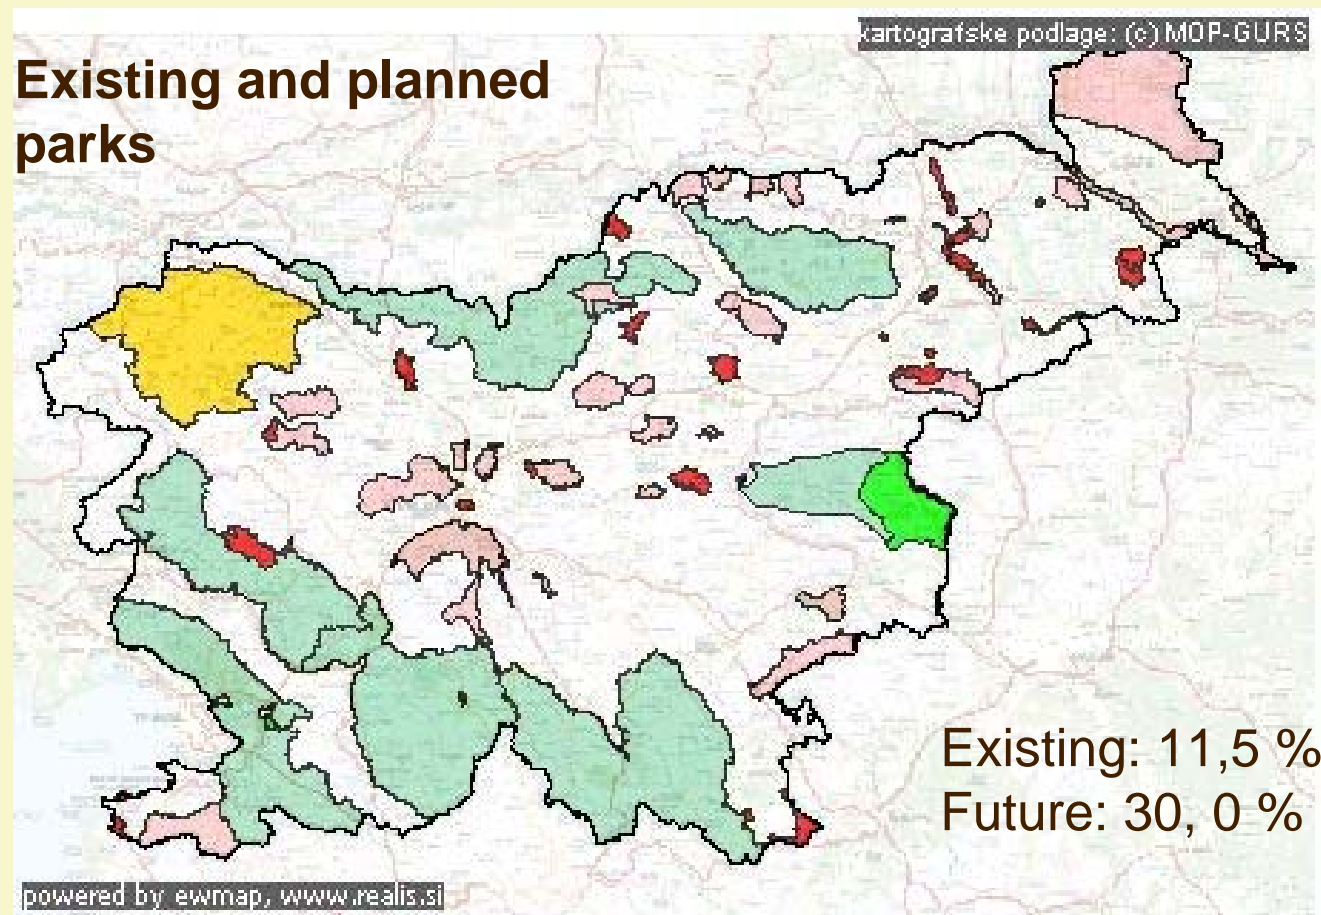 kartografske podlage: (c) MOP-GURS
Existing and planned
parks
Existing: 11,5 %
Future: 30, 0 %
powered by ewmap, www.realis.si